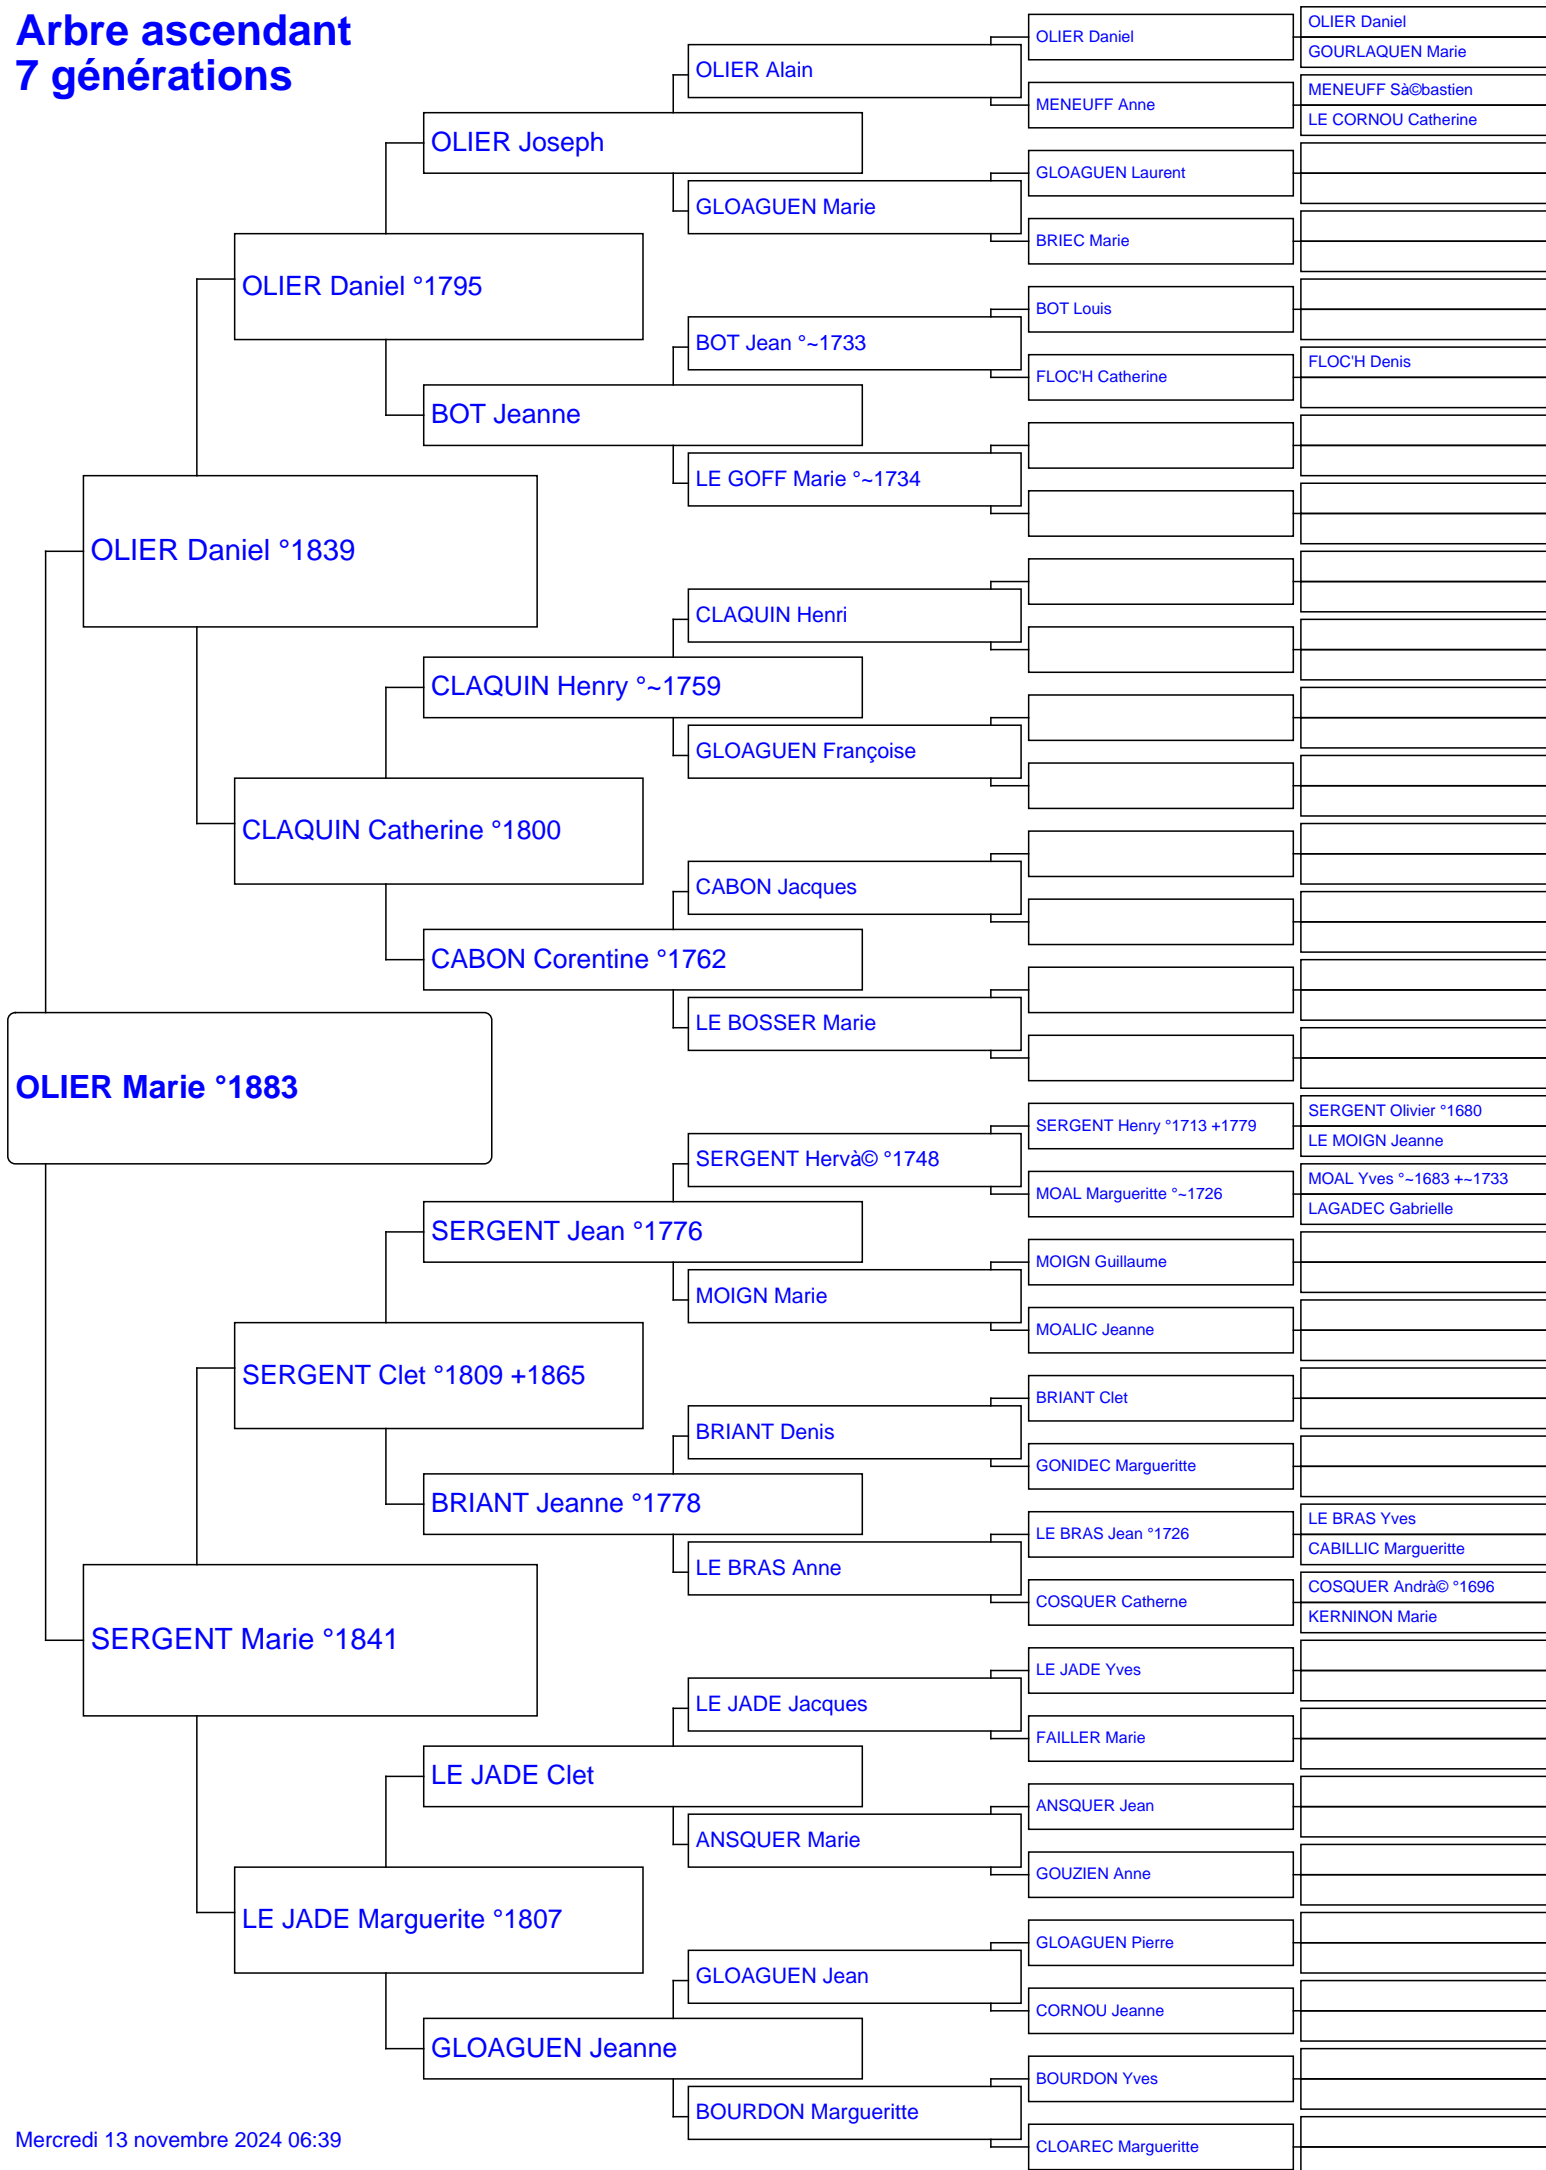 Arbre ascendant
7 générations
OLIER Marie °1883
OLIER Daniel °1839
SERGENT Marie °1841
OLIER Daniel °1795
CLAQUIN Catherine °1800
SERGENT Clet °1809 +1865
LE JADE Marguerite °1807
OLIER Joseph
BOT Jeanne
CLAQUIN Henry °~1759
CABON Corentine °1762
SERGENT Jean °1776
BRIANT Jeanne °1778
LE JADE Clet
GLOAGUEN Jeanne
OLIER Alain
GLOAGUEN Marie
BOT Jean °~1733
LE GOFF Marie °~1734
CLAQUIN Henri
GLOAGUEN Françoise
CABON Jacques
LE BOSSER Marie
SERGENT Hervà© °1748
MOIGN Marie
BRIANT Denis
LE BRAS Anne
LE JADE Jacques
ANSQUER Marie
GLOAGUEN Jean
BOURDON Margueritte
OLIER Daniel
MENEUFF Anne
GLOAGUEN Laurent
BRIEC Marie
BOT Louis
FLOC'H Catherine
SERGENT Henry °1713 +1779
MOAL Margueritte °~1726
MOIGN Guillaume
MOALIC Jeanne
BRIANT Clet
GONIDEC Margueritte
LE BRAS Jean °1726
COSQUER Catherne
LE JADE Yves
FAILLER Marie
ANSQUER Jean
GOUZIEN Anne
GLOAGUEN Pierre
CORNOU Jeanne
BOURDON Yves
CLOAREC Margueritte
OLIER Daniel
GOURLAQUEN Marie
MENEUFF Sà©bastien
LE CORNOU Catherine
FLOC'H Denis
SERGENT Olivier °1680
LE MOIGN Jeanne
MOAL Yves °~1683 +~1733
LAGADEC Gabrielle
LE BRAS Yves
CABILLIC Margueritte
COSQUER Andrà© °1696
KERNINON Marie
Mercredi 13 novembre 2024 06:39